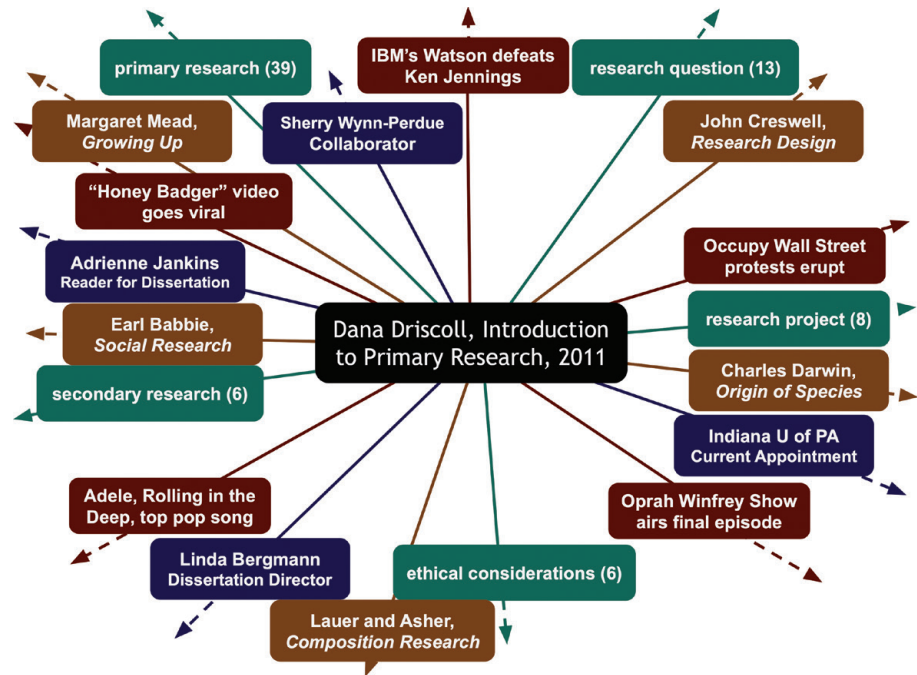 primary research (39)
IBM's Watson defeats
Ken Jennings
research question (13)
Margaret Mead,
Growing Up
Sherry Wynn-Perdue
Collaborator
John Creswell,
Research Design
"Honey Badger" video
goes viral
Adrienne Jankins
Reader for Dissertation
Occupy Wall Street
protests erupt
Earl Babbie,
Social Research
Dana Driscoll, Introduction
to Primary Research, 2011
research project (8)
secondary research (6)
Charles Darwin,
Origin of Species
Indiana U of PA
Current Appointment
Adele, Rolling in the
Deep, top pop song
Oprah Winfrey Show
airs final episode
Linda Bergmann
Dissertation Director
ethical considerations (6)
Lauer and Asher,
Composition Research